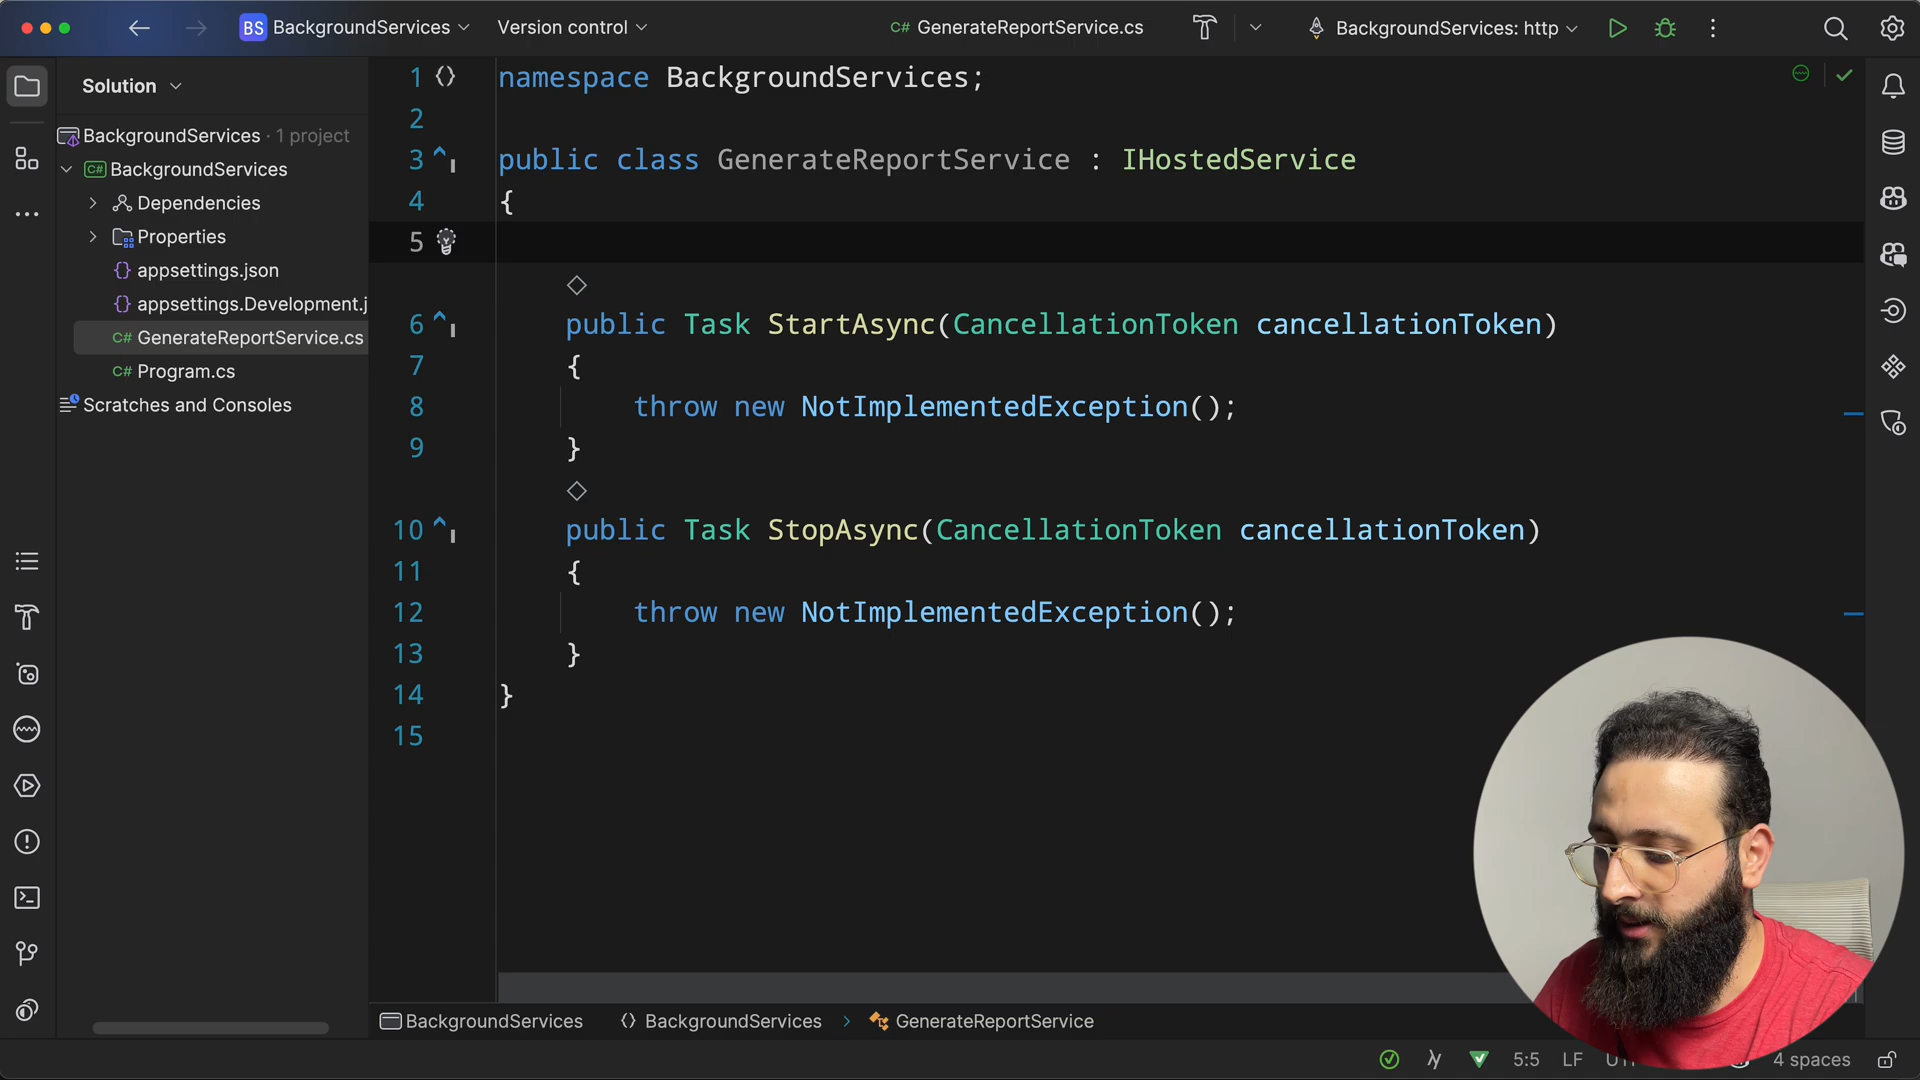 BS BackgroundServices
Version control
C# GenerateReportService.cs
BackgroundServices: http
Solution
BackgroundServices · 1 project
C# BackgroundServices
Dependencies
Properties
{} appsettings.json
{} appsettings.Development.j
C# GenerateReportService.cs
C# Program.cs
Scratches and Consoles
1 namespace BackgroundServices;
2
3 public class GenerateReportService : IHostedService
4 {
5
6 public Task StartAsync(CancellationToken cancellationToken)
7 {
8 throw new NotImplementedException();
9 }
10 public Task StopAsync(CancellationToken cancellationToken)
11 {
12 throw new NotImplementedException();
13 }
14 }
15
BackgroundServices
BackgroundServices
GenerateReportService
5:5
LF
4 spaces